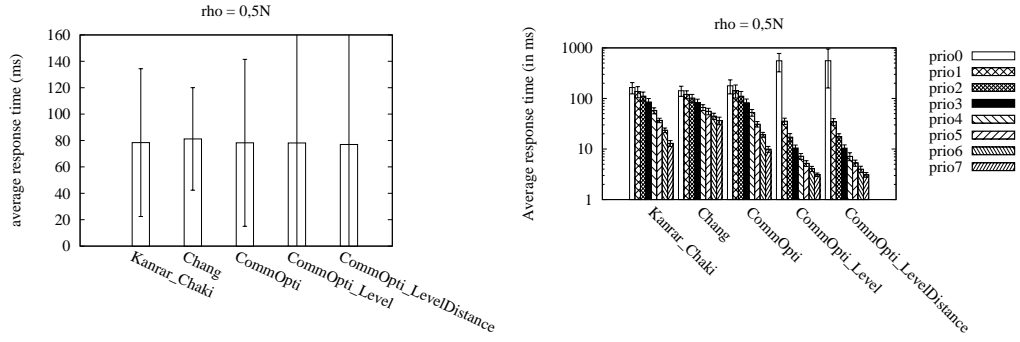 rho = 0,5N
average response time (ms)
160
140
120
100
80
60
40
20
0
Kanrar_Chaki
Chang
CommOpti
CommOpti_Level
CommOpti_LevelDistance
rho = 0,5N
Average response time (in ms)
1000
100
10
1
Kanrar_Chaki
Chang
CommOpti
CommOpti_Level
CommOpti_LevelDistance
prio0
prio1
prio2
prio3
prio4
prio5
prio6
prio7